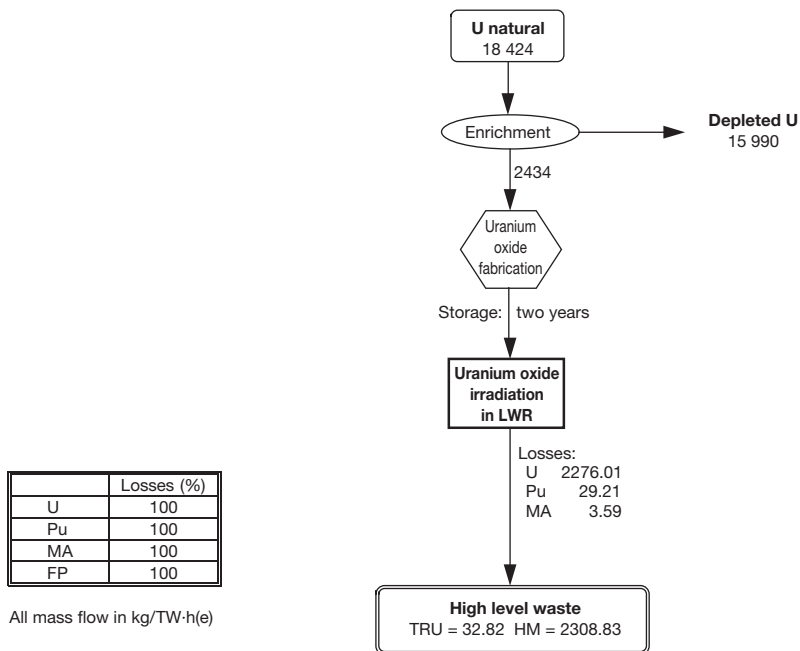 U natural
18 424
Enrichment
Depleted U
15 990
2434
Uranium
oxide
fabrication
Storage: two years
Uranium oxide
irradiation
in LWR
Losses:
U 2276.01
Pu 29.21
MA 3.59
Losses (%)
U 100
Pu 100
MA 100
FP 100
All mass flow in kg/TW·h(e)
High level waste
TRU = 32.82 HM = 2308.83